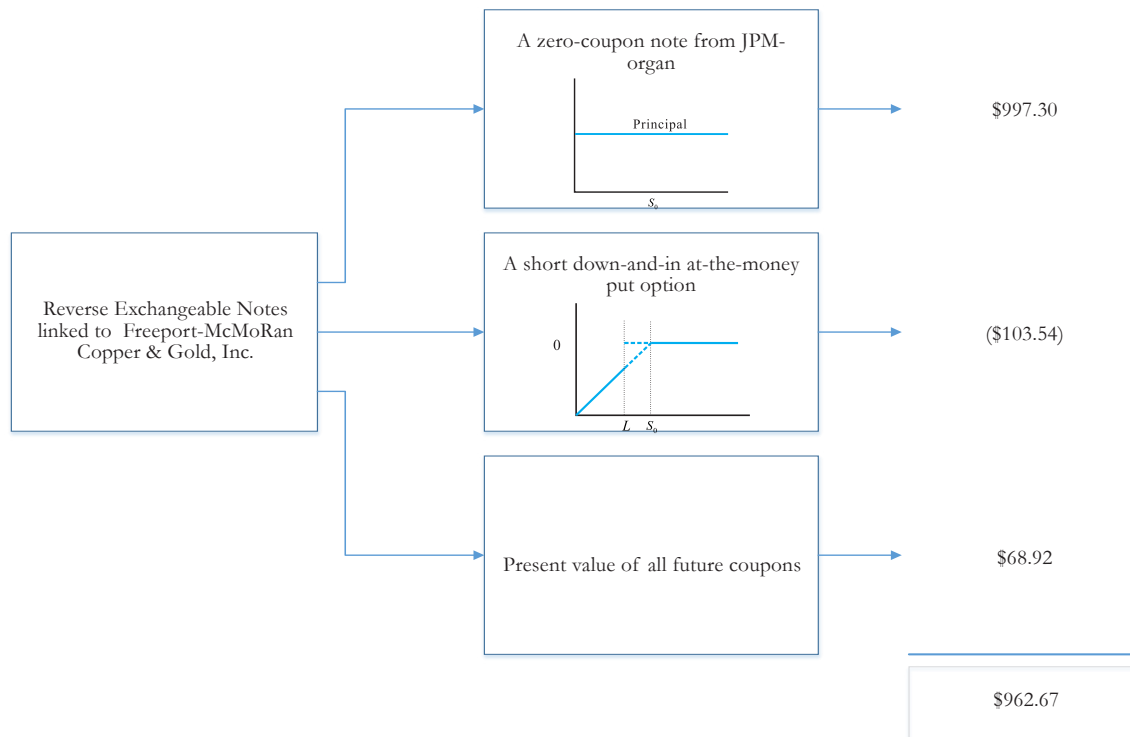 A zero-coupon note from JPM-
organ
Principal
S₀
$997.30
Reverse Exchangeable Notes
linked to Freeport-McMoRan
Copper & Gold, Inc.
A short down-and-in at-the-money
put option
0
L S₀
($103.54)
Present value of all future coupons
$68.92
$962.67